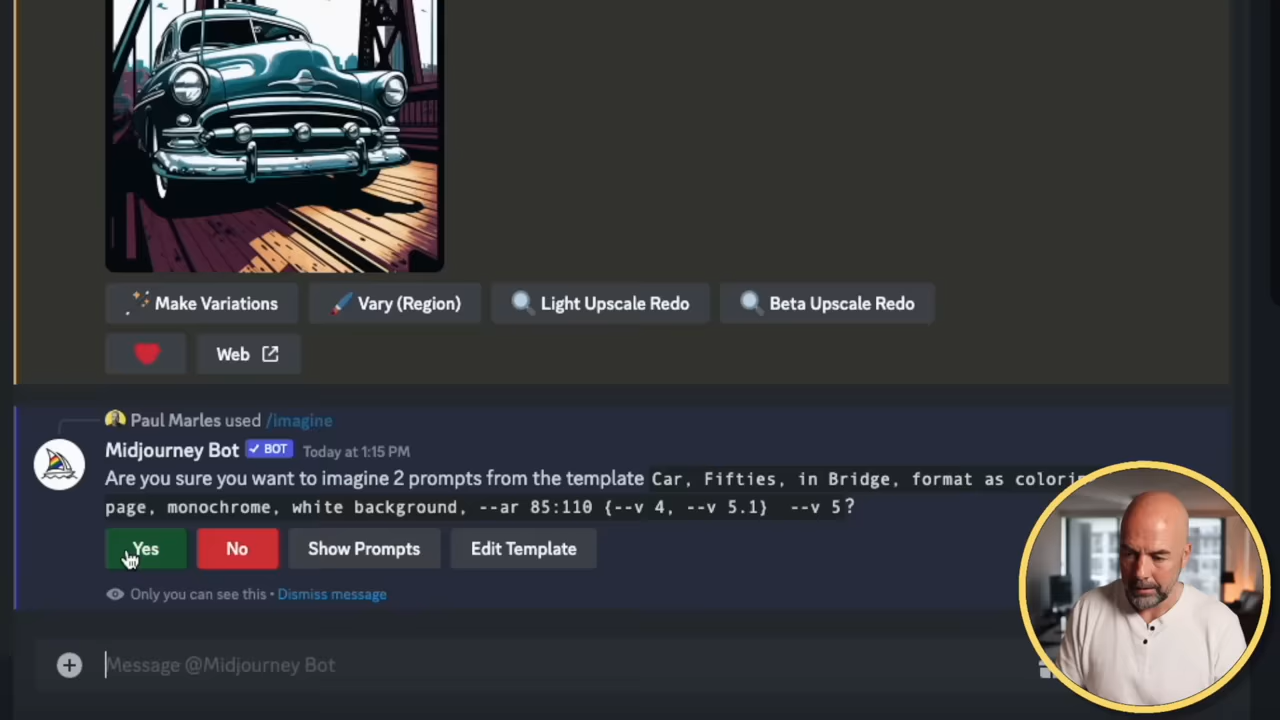 Make Variations
Vary (Region)
Light Upscale Redo
Beta Upscale Redo
Web
Paul Marles used /imagine
Midjourney Bot BOT Today at 1:15 PM
Are you sure you want to imagine 2 prompts from the template Car, Fifties, in Bridge, format as
page, monochrome, white background, --ar 85:110 {--v 4, --v 5.1} --v 5?
Yes
No
Show Prompts
Edit Template
Only you can see this • Dismiss message
Message @Midjourney Bot